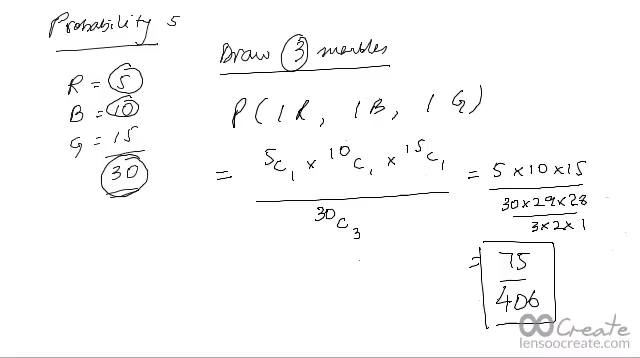 Probability 5
Draw 3 marbles
R = 5
B = 10
G = 15
30
P(1R, 1B, 1G)
= ⁵C₁ × ¹⁰C₁ × ¹⁵C₁ / ³⁰C₃ = 5 × 10 × 15 / 30×29×28 / 3×2×1
= 75 / 406
Create
lensoocreate.com